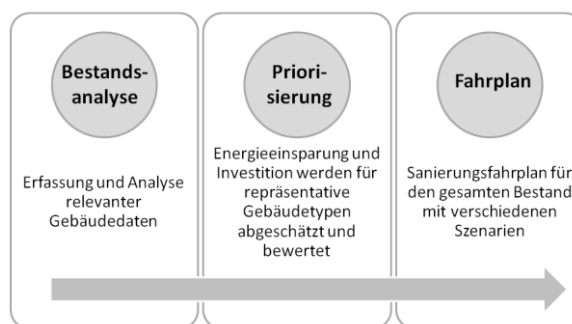 Bestands-
analyse
Erfassung und Analyse
relevanter
Gebäudedaten
Priori-
sierung
Energieeinsparung und
Investition werden für
repräsentative
Gebäudetypen
abgeschätzt und
bewertet
Fahrplan
Sanierungsfahrplan für
den gesamten Bestand
mit verschiedenen
Szenarien